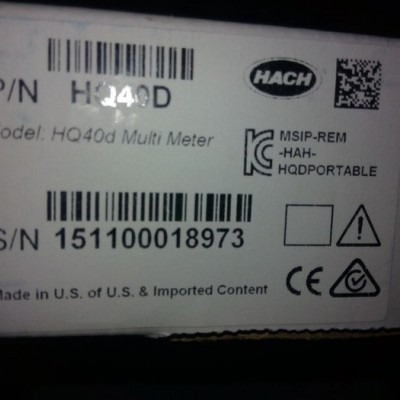 P/N HQ40D
HACH
Model: HQ40d Multi Meter
MSIP-REM
-HAH-
HQDPORTABLE
S/N 151100018973
Made in U.S. of U.S. & Imported Content
CE